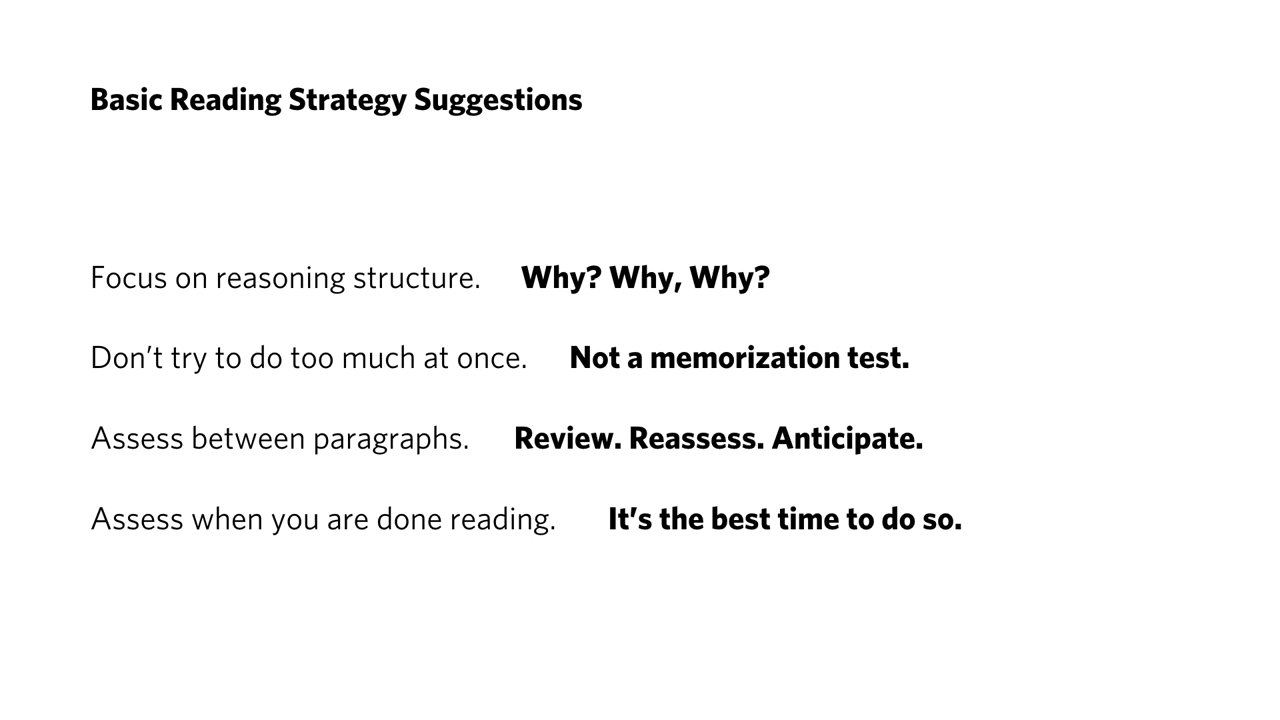 Basic Reading Strategy Suggestions
Focus on reasoning structure. Why? Why, Why?
Don’t try to do too much at once. Not a memorization test.
Assess between paragraphs. Review. Reassess. Anticipate.
Assess when you are done reading. It’s the best time to do so.